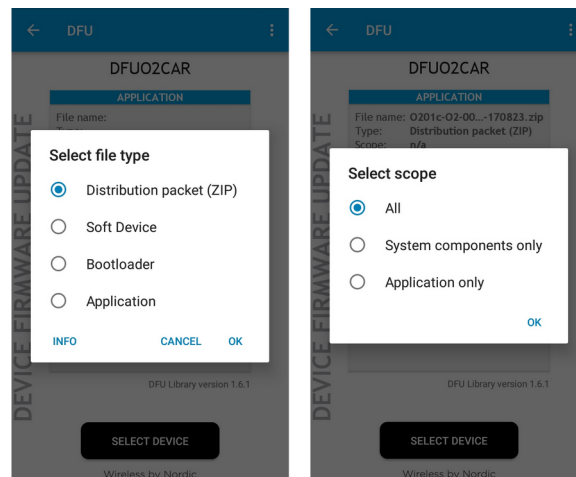 DFU
DFUO2CAR
APPLICATION
File name:
Select file type
Distribution packet (ZIP)
Soft Device
Bootloader
Application
INFO CANCEL OK
DFU Library version 1.6.1
SELECT DEVICE
Wireless by Nordic
DEVICE FIRMWARE UPDATE
DFU
DFUO2CAR
APPLICATION
File name: O201c-O2-00...-170823.zip
Type: Distribution packet (ZIP)
Scope: n/a
Select scope
All
System components only
Application only
OK
DFU Library version 1.6.1
SELECT DEVICE
Wireless by Nordic
DEVICE FIRMWARE UPDATE